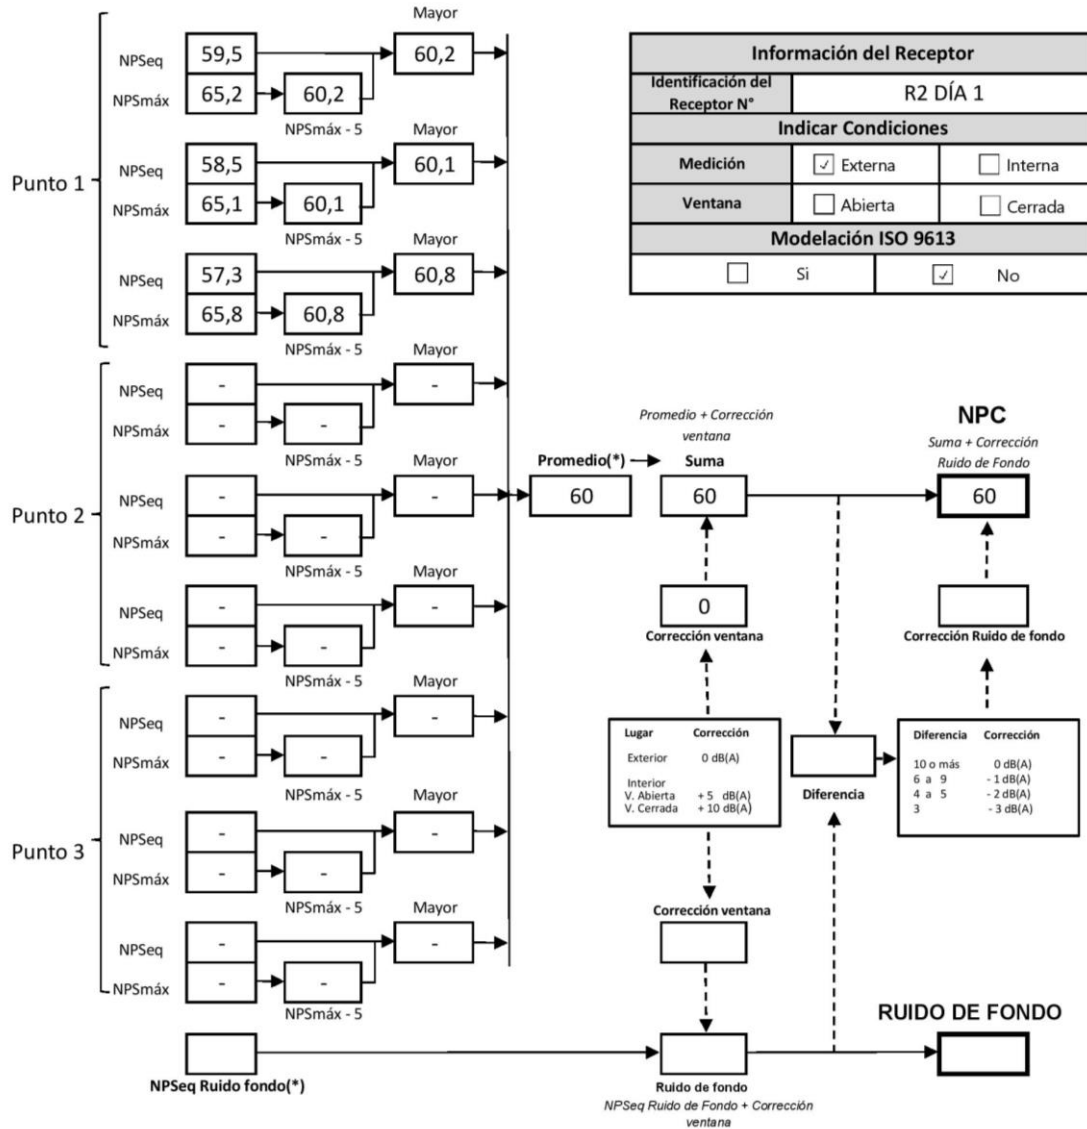 Mayor
NPSeq 59,5 60,2
NPSmáx 65,2 60,2
NPSmáx - 5
Punto 1
Mayor
NPSeq 58,5 60,1
NPSmáx 65,1 60,1
NPSmáx - 5
Mayor
NPSeq 57,3 60,8
NPSmáx 65,8 60,8
NPSmáx - 5
Información del Receptor
Identificación del Receptor N° R2 DÍA 1
Indicar Condiciones
Medición ✓ Externa Interna
Ventana Abierta Cerrada
Modelación ISO 9613
Si ✓ No
Mayor
NPSeq - -
NPSmáx - -
NPSmáx - 5
Punto 2
Mayor
NPSeq - -
NPSmáx - -
NPSmáx - 5
Mayor
NPSeq - -
NPSmáx - -
NPSmáx - 5
Mayor
NPSeq - -
NPSmáx - -
NPSmáx - 5
Punto 3
Mayor
NPSeq - -
NPSmáx - -
NPSmáx - 5
Mayor
NPSeq - -
NPSmáx - -
NPSmáx - 5
Promedio(*)
60
Promedio + Corrección
ventana
Suma
60
NPC
Suma + Corrección
Ruido de Fondo
60
0
Corrección ventana
Corrección Ruido de fondo
Lugar Corrección
Exterior 0 dB(A)
Interior
V. Abierta + 5 dB(A)
V. Cerrada + 10 dB(A)
Diferencia
Diferencia Corrección
10 o más 0 dB(A)
6 a 9 - 1 dB(A)
4 a 5 - 2 dB(A)
3 - 3 dB(A)
Corrección ventana
RUIDO DE FONDO
NPSeq Ruido fondo(*)
Ruido de fondo
NPSeq Ruido de Fondo + Corrección
ventana